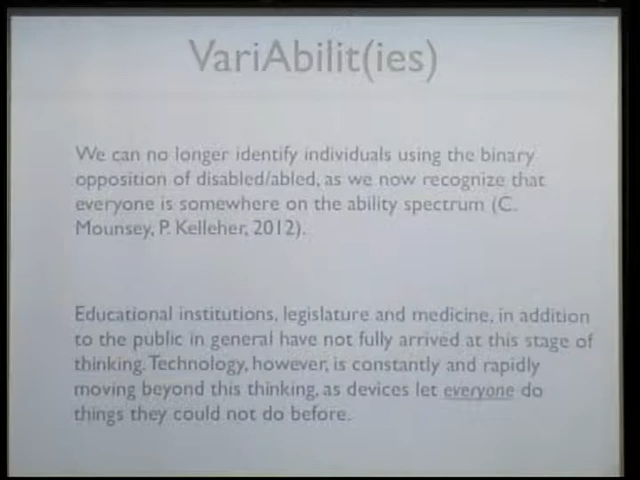 VariAbilit(ies)
We can no longer identify individuals using the binary
opposition of disabled/abled, as we now recognize that
everyone is somewhere on the ability spectrum (C.
Mounsey, P. Kelleher, 2012).
Educational institutions, legislature and medicine, in addition
to the public in general have not fully arrived at this stage of
thinking. Technology, however, is constantly and rapidly
moving beyond this thinking, as devices let everyone do
things they could not do before.